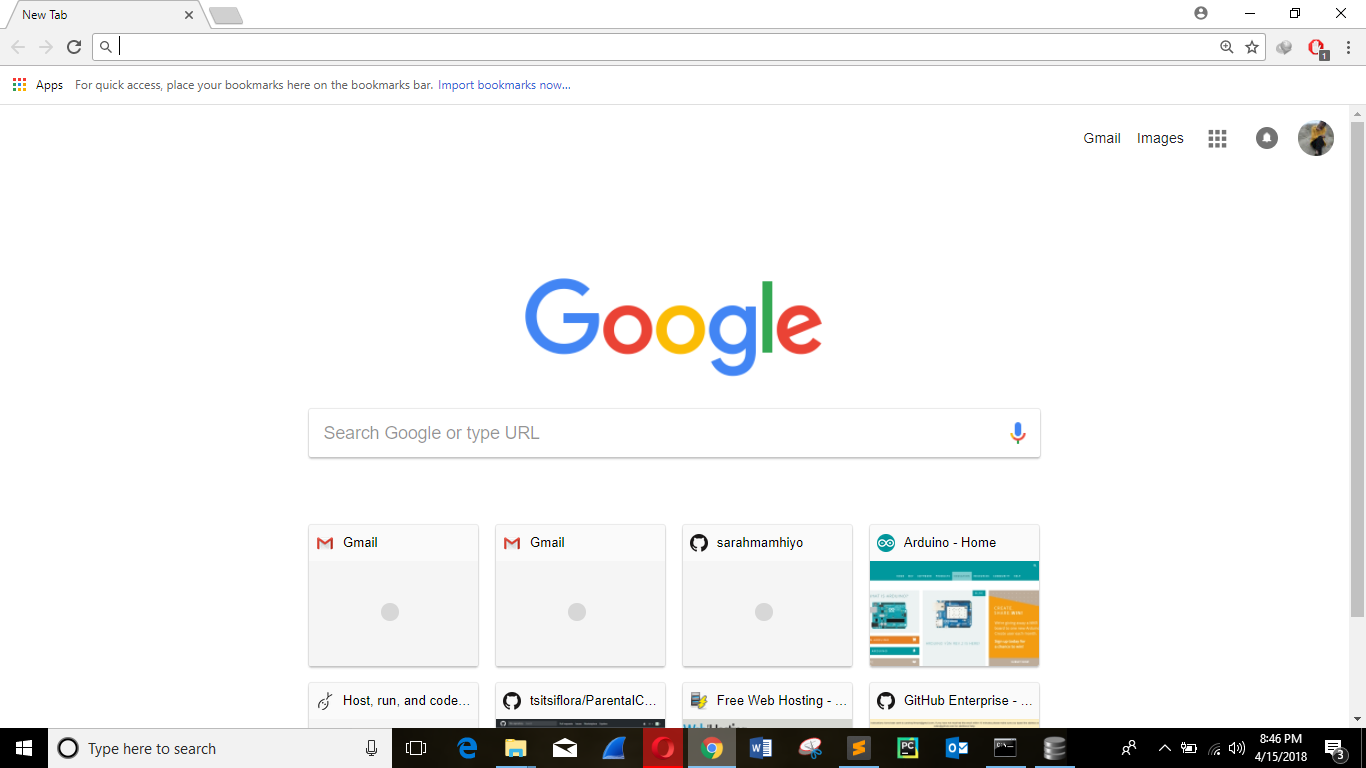 New Tab
Apps For quick access, place your bookmarks here on the bookmarks bar. Import bookmarks now...
Gmail Images
Google
Search Google or type URL
Gmail
Gmail
sarahmamhiyo
Arduino - Home
Host, run, and code...
tsitsiflora/ParentalC...
Free Web Hosting - ...
GitHub Enterprise - ...
Type here to search
8:46 PM
4/15/2018
3
1